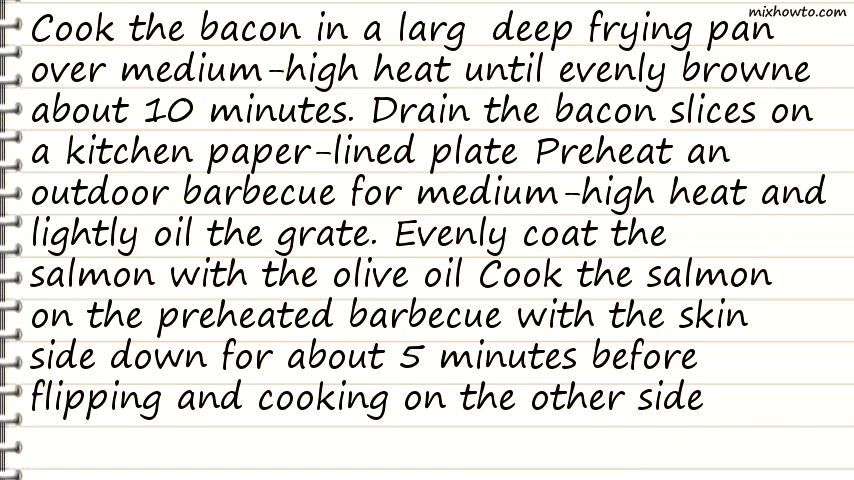 mixhowto.com
Cook the bacon in a larg  deep frying pan
over medium-high heat until evenly browne
about 10 minutes. Drain the bacon slices on
a kitchen paper-lined plate Preheat an
outdoor barbecue for medium-high heat and
lightly oil the grate. Evenly coat the
salmon with the olive oil Cook the salmon
on the preheated barbecue with the skin
side down for about 5 minutes before
flipping and cooking on the other side